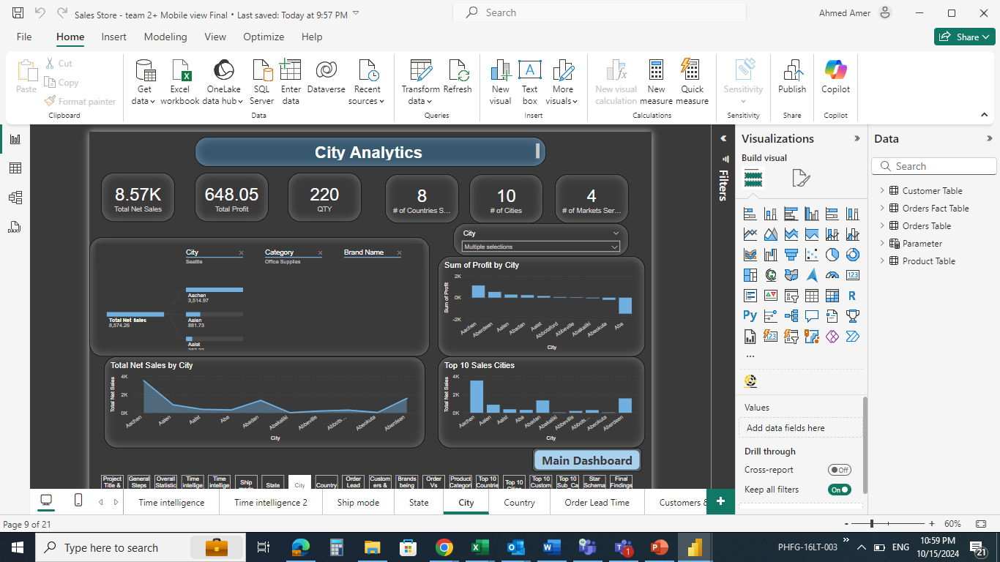 Sales Store - team 2+ Mobile view Final • Last saved: Today at 9:57 PM
Search
Ahmed Amer
File
Home
Insert
Modeling
View
Optimize
Help
Share
Paste
Cut
Copy
Format painter
Clipboard
Get data
Excel workbook
OneLake data hub
SQL Server
Enter data
Dataverse
Recent sources
Data
Transform data
Refresh
Queries
New visual
Text box
More visuals
Insert
New visual calculation
New measure
Quick measure
Calculations
Sensitivity
Sensitivity
Publish
Share
Copilot
Copilot
City Analytics
8.57K
Total Net Sales
648.05
Total Profit
220
QTY
8
# of Countries S...
10
# of Cities
4
# of Markets Ser...
City
Multiple selections
City
Seattle
Category
Office Supplies
Brand Name
Total Net Sales
8,574.26
Aachen
3,514.97
Aalen
881.73
Aalst
Sum of Profit by City
Sum of Profit
2K
0K
-2K
Aachen
Aberdeen
Aalen
Abadan
Aalst
Abbotsford
Abbeville
Abakaliki
Abeokuta
Aba
City
Total Net Sales by City
Total Net Sales
4K
2K
0K
Aachen
Aalen
Aalst
Aba
Abadan
Abakaliki
Abbeville
Abbots...
Abeokuta
Aberdeen
City
Top 10 Sales Cities
Total Net Sales
4K
2K
0K
Aachen
Aalen
Aalst
Aba
Abadan
Abakaliki
Abbeville
Abbots...
Abeokuta
Aberdeen
City
Main Dashboard
Project Title &
General Steps
Overall Statistic
Time intellige
Time intellige
Ship
State
City
Country
Order Lead
Custom ers &
Brands being
Order Vs
Product Categori
Top 10 Countrie
Top 10
Top 10 Custom
Top 10 Sub_Ca
Star Schema
Final Findings
Filters
Visualizations
Build visual
Py
R
123
...
Values
Add data fields here
Drill through
Cross-report
Off
Keep all filters
On
Data
Search
Customer Table
Orders Fact Table
Orders Table
Parameter
Product Table
DAX
Time intelligence
Time intelligence 2
Ship mode
State
City
Country
Order Lead Time
Customers &
Page 9 of 21
- + 60%
Type here to search
1
PHFG-16LT-003
ENG
10:59 PM
10/15/2024
21